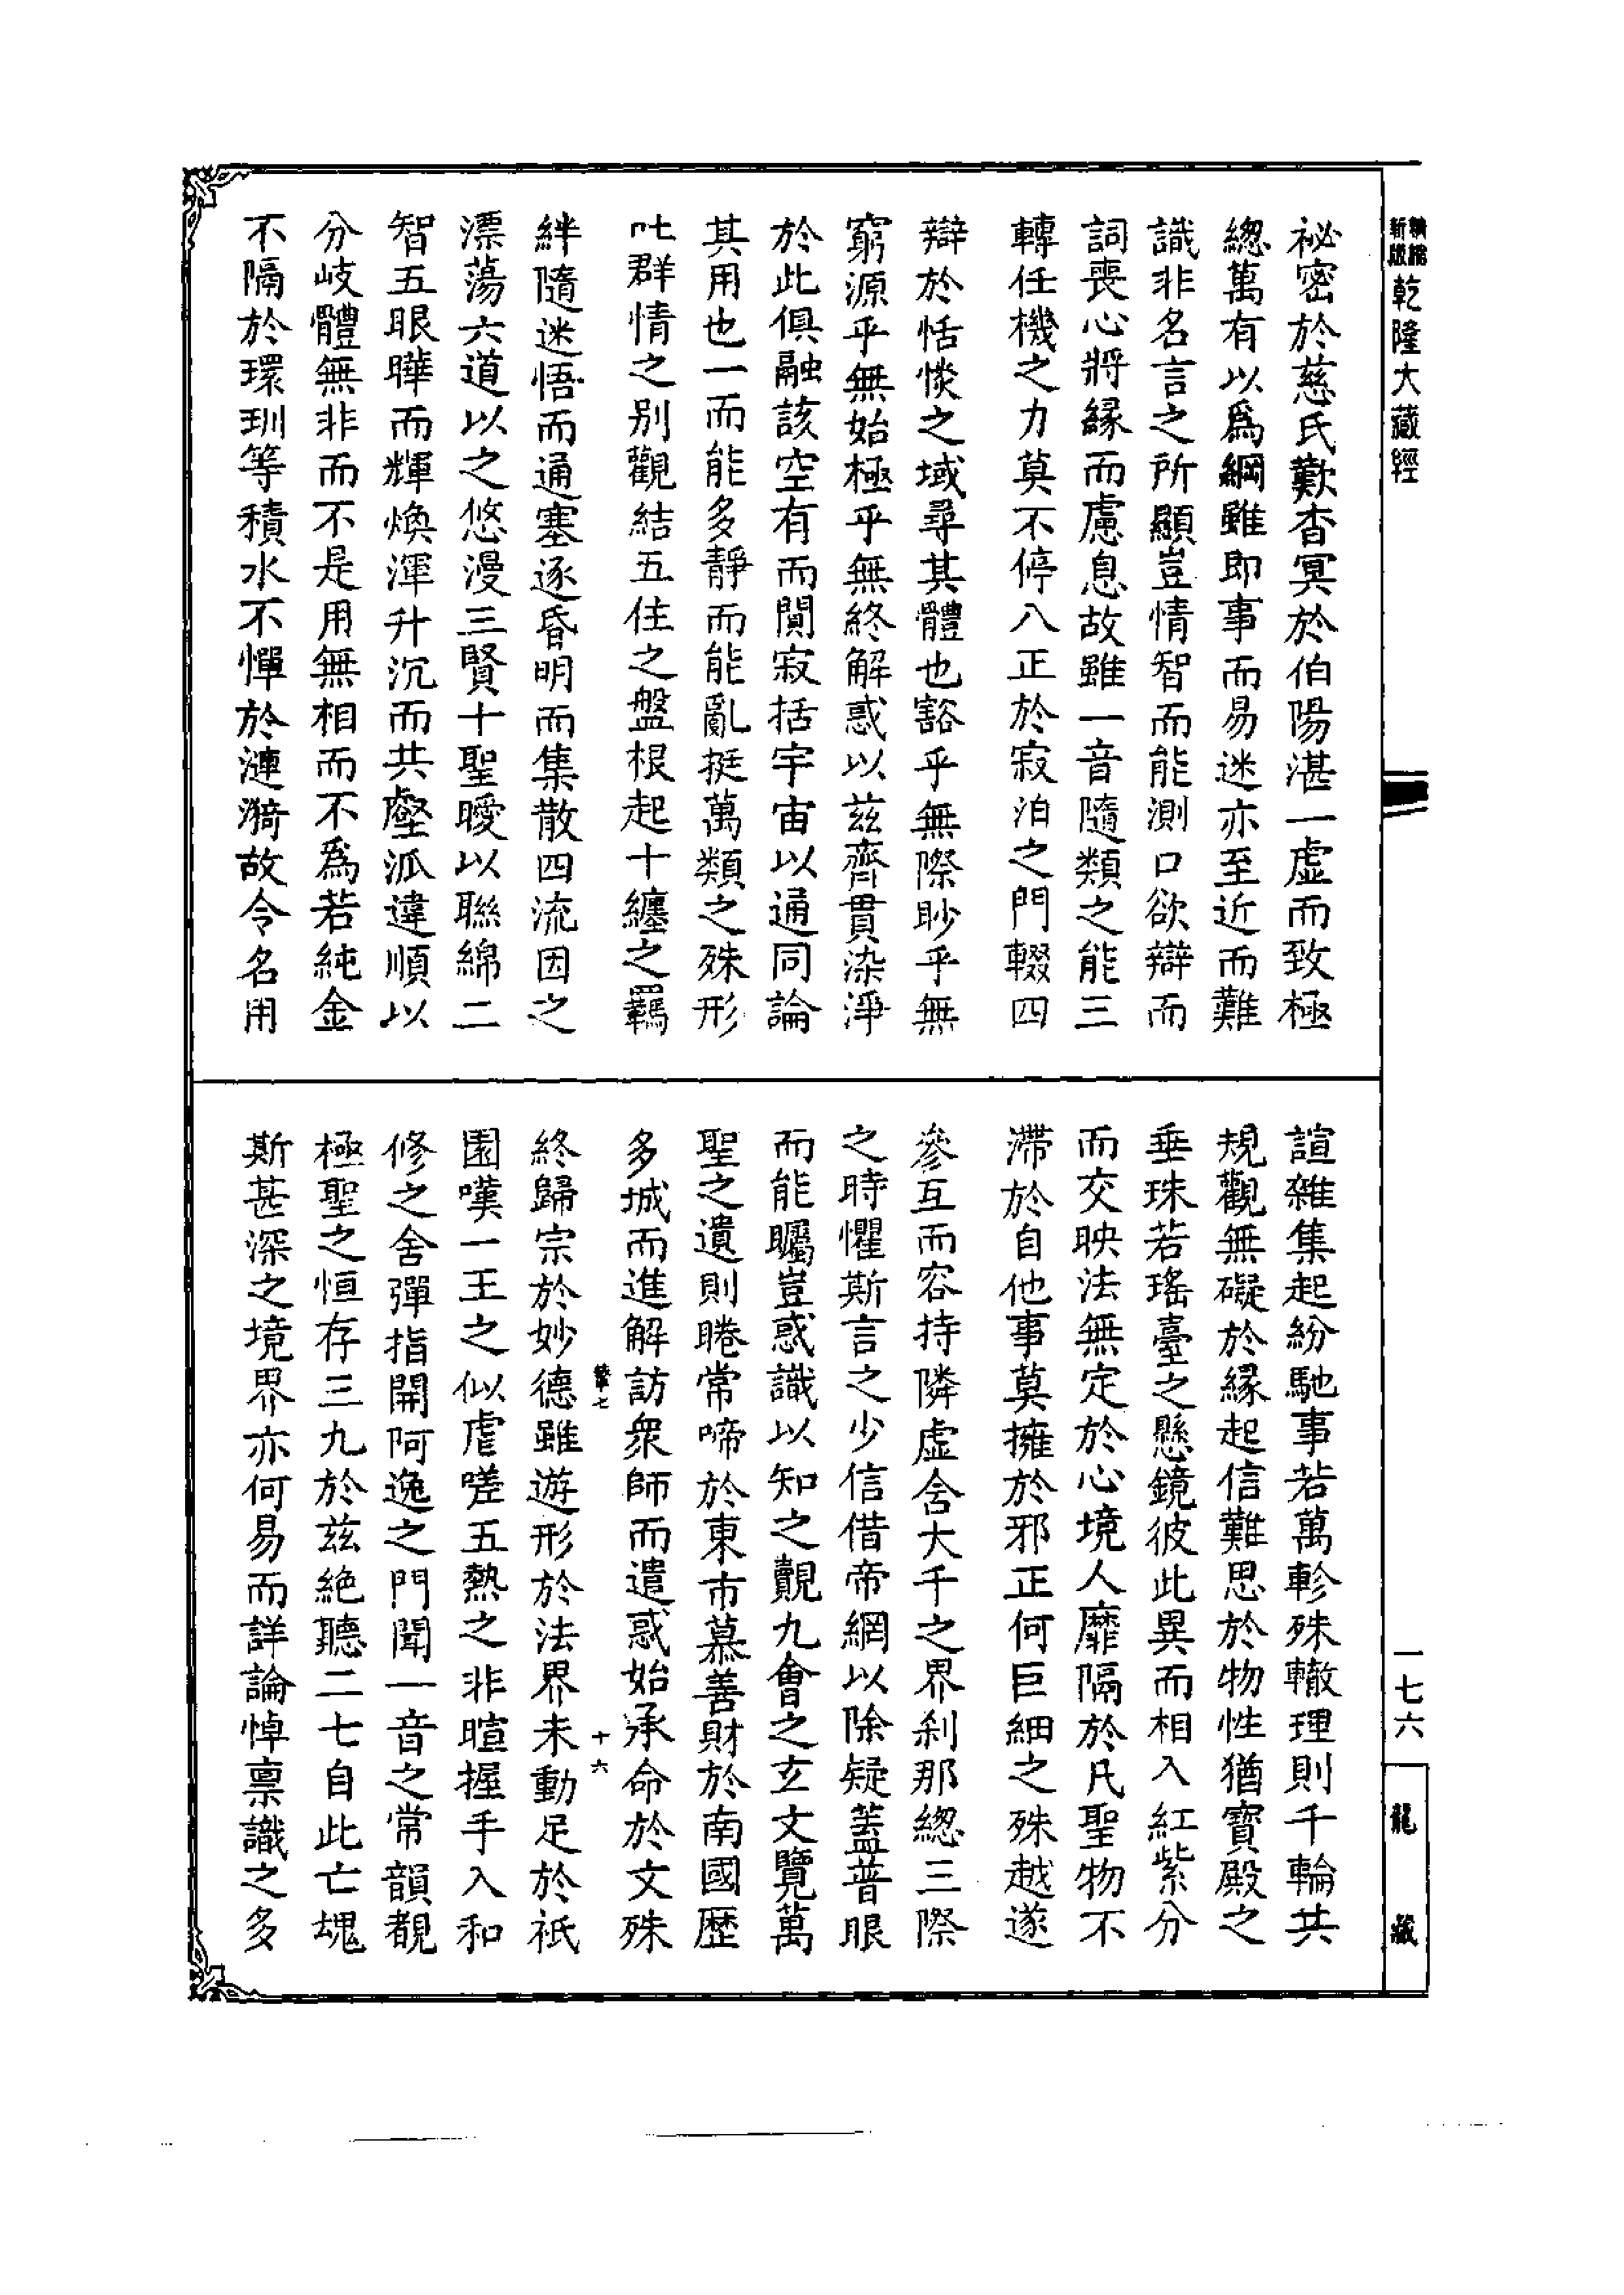 乾隆大藏經
祕密於慈氏歎杳冥於伯陽湛一虛而致極
總萬有以爲綱雖即事而易迷亦至近而難
識非名言之所顯豈情智而能測口欲辯而
詞喪心將緣而慮息故雖一音隨類之能三
轉任機之力莫不停八正於寂泊之門輟四
辯於恬惔之域尋其體也豁乎無際眇乎無
窮源乎無始極乎無終解惑以茲齊貫染淨
於此俱融該空有而闃寂括宇宙以通同論
其用也一而能多靜而能亂挺萬類之殊形
吐群情之別觀結五住之盤根起十纏之羈
絆隨迷悟而通塞逐昏明而集散四流因之
漂蕩六道以之悠漫三賢十聖曖以聯綿二
智五眼曄而輝煥渾升沉而共壑派違順以
分岐體無非而不是用無相而不爲若純金
不隔於環玔等積水不憚於漣漪故令名用
諠雜集起紛馳事若萬軫殊轍理則千輪共
規觀無礙於緣起信難思於物性猶寶殿之
垂珠若瑤臺之懸鏡彼此異而相入紅紫分
而交映法無定於心境人靡隔於凡聖物不
滯於自他事莫擁於邪正何巨細之殊越遂
參互而容持隣虛含大千之界剎那總三際
之時懼斯言之少信借帝網以除疑蓋普眼
而能矚豈惑識以知之覿九會之玄文覽萬
聖之遺則睠常啼於東市慕善財於南國歷
多城而進解訪衆師而遣惑始承命於文殊
十六
終歸宗於妙德雖遊形於法界未動足於祇
園嘆一王之似虐嗟五熱之非暄握手入和
修之舍彈指開阿逸之門聞一音之常韻覩
極聖之恒存三九於茲絕聽二七自此亡魂
斯甚深之境界亦何易而詳論悼禀識之多
一七六
龍藏